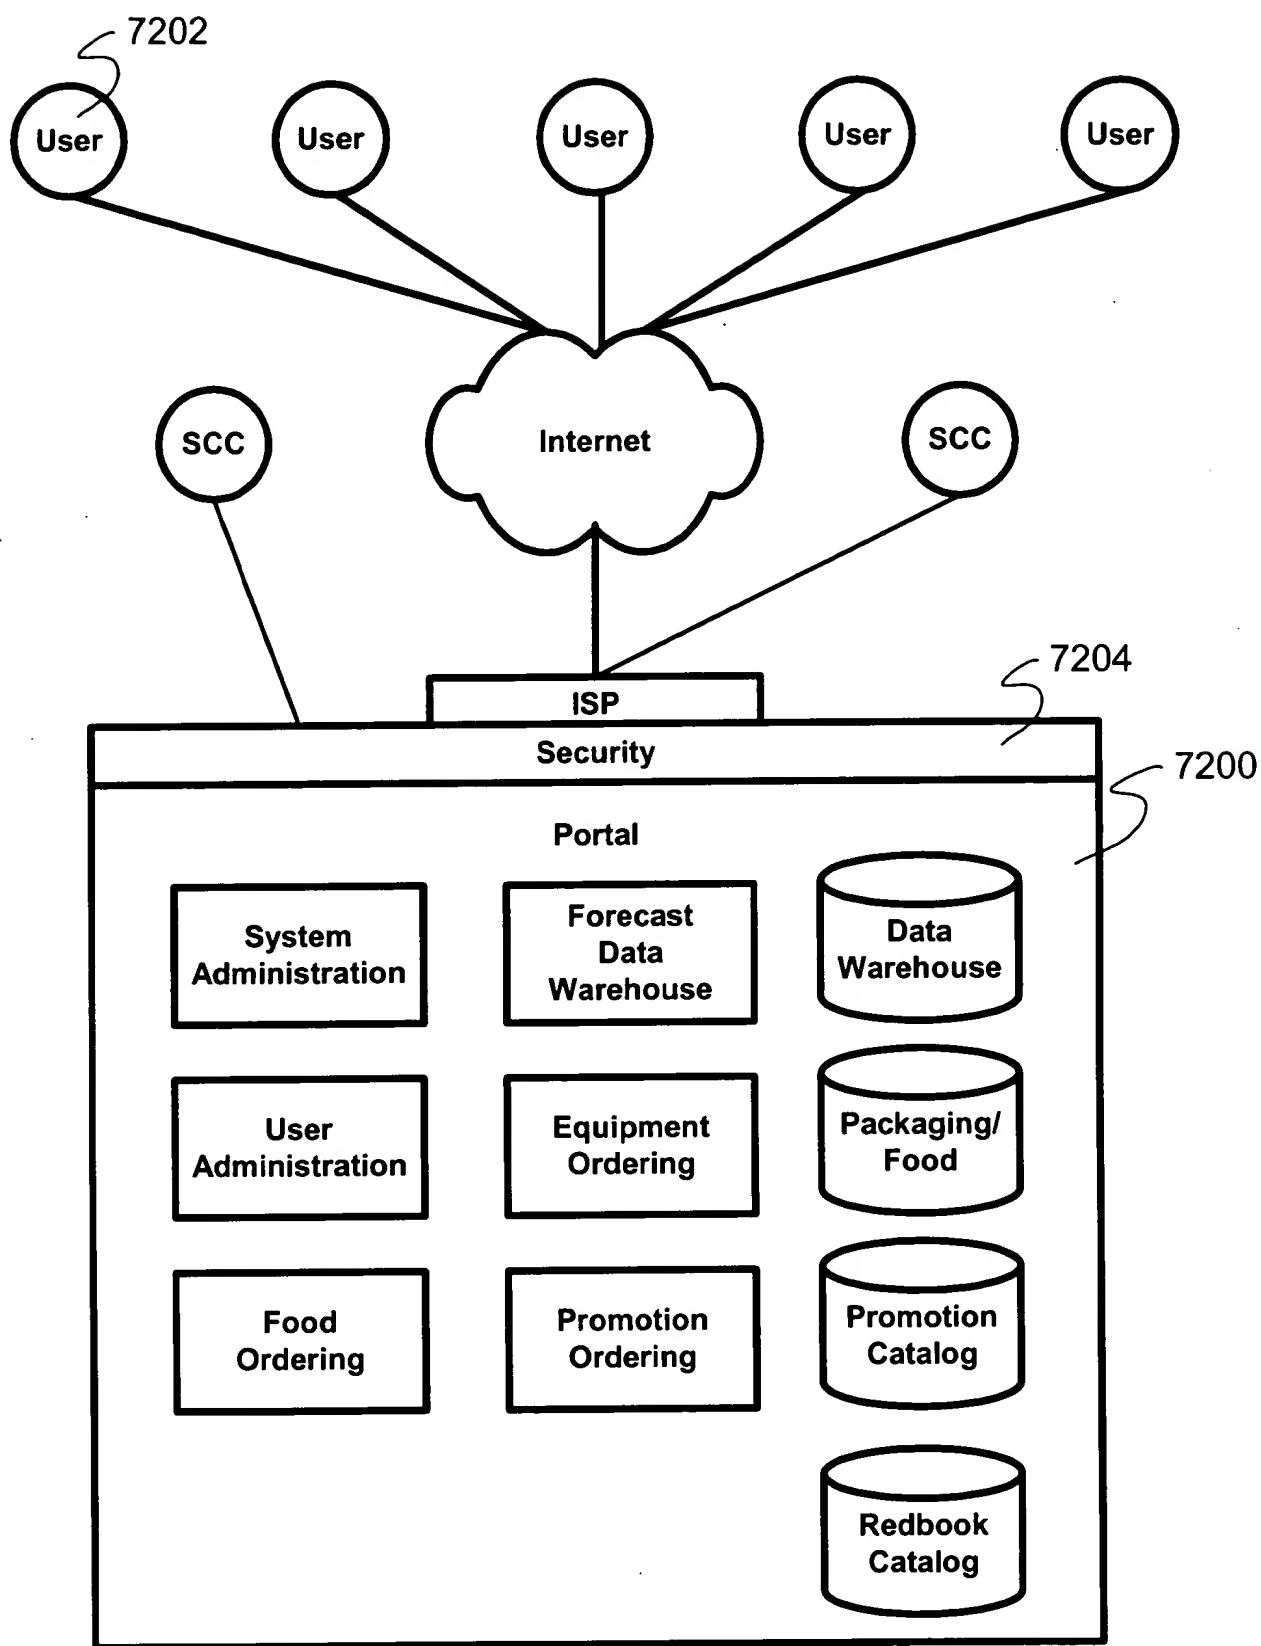 7202
User
User
User
User
User
SCC
Internet
SCC
7204
ISP
Security
7200
Portal
System
Administration
Forecast
Data
Warehouse
Data
Warehouse
User
Administration
Equipment
Ordering
Packaging/
Food
Food
Ordering
Promotion
Ordering
Promotion
Catalog
Redbook
Catalog